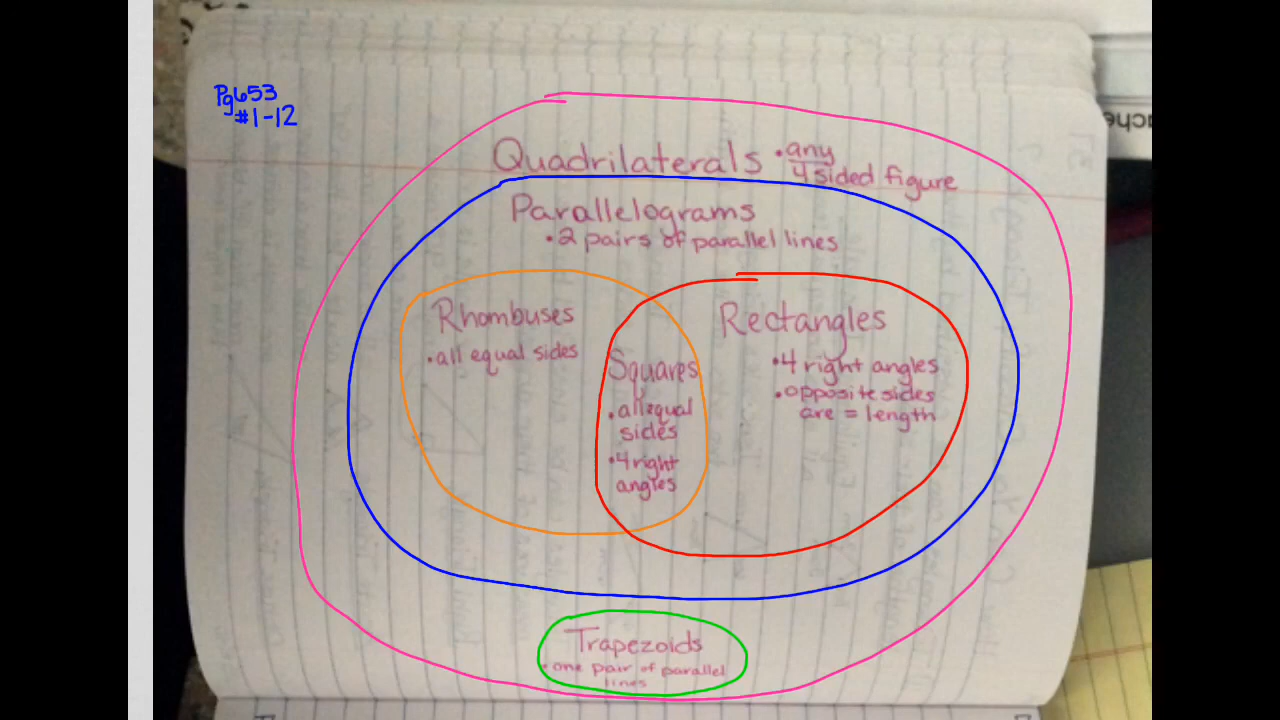 Pg653
#1-12
Quadrilaterals • any
4 sided figure
Parallelograms
• 2 pairs of parallel lines
Rhombuses
• all equal sides
Squares
• all equal
sides
• 4 right
angles
Rectangles
• 4 right angles
• opposite sides
are = length
Trapezoids
• one pair of parallel
lines